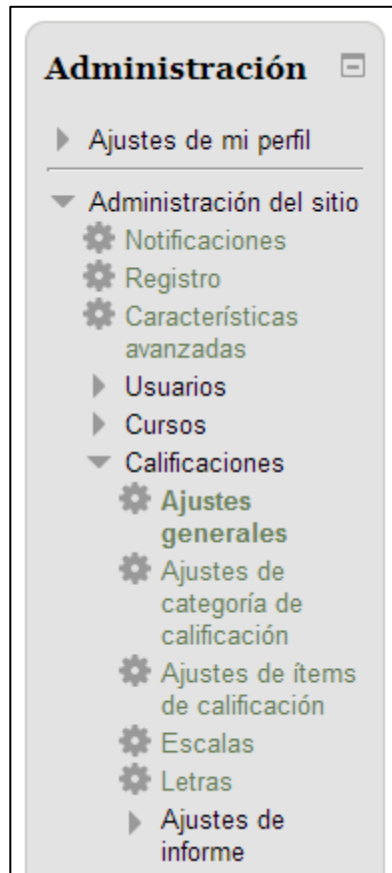 Administración
Ajustes de mi perfil
Administración del sitio
Notificaciones
Registro
Características
avanzadas
Usuarios
Cursos
Calificaciones
Ajustes
generales
Ajustes de
categoría de
calificación
Ajustes de ítems
de calificación
Escalas
Letras
Ajustes de
informe